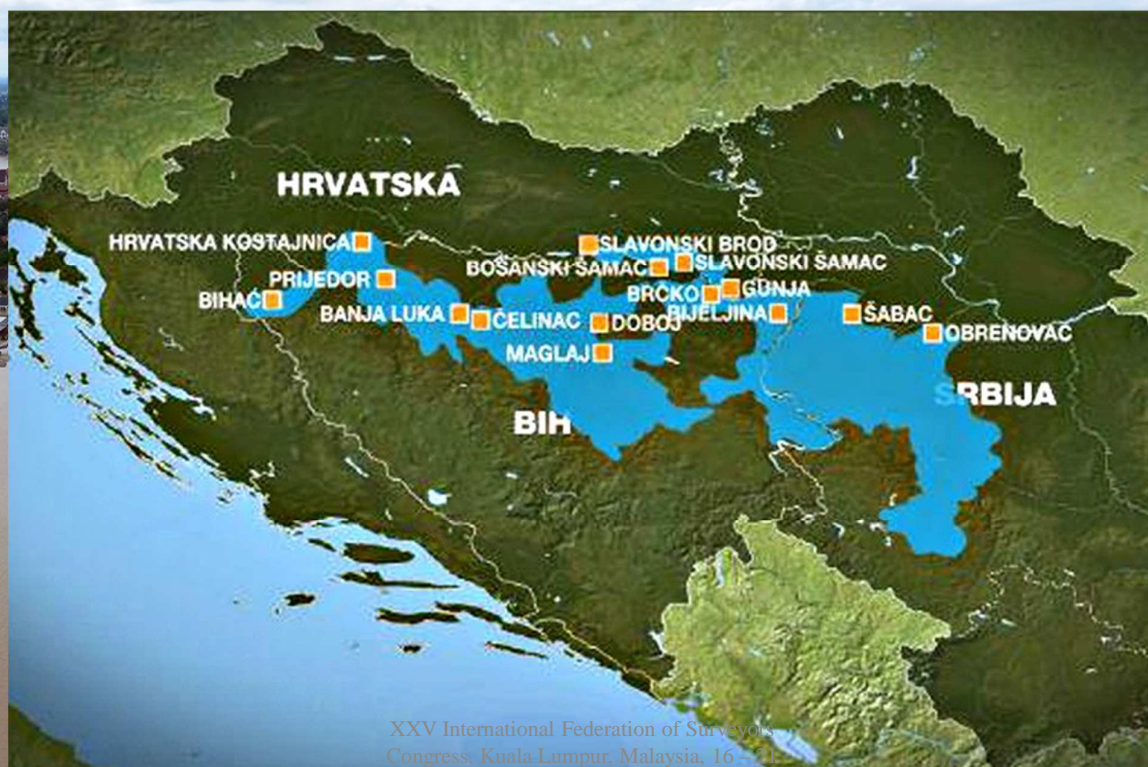 HRVATSKA
HRVATSKA KOSTAJNICA
SLAVONSKI BROD
BOSANSKI ŠAMAC
SLAVONSKI ŠAMAC
PRIJEDOR
BIHAĆ
BRČKO
GUNJA
BANJA LUKA
ČELINAC
DOBOJ
BIJELJINA
ŠABAC
OBRENOVAC
MAGLAJ
SRBIJA
BIH
XXV International Federation of Surveyors
Congress, Kuala Lumpur, Malaysia, 16 –